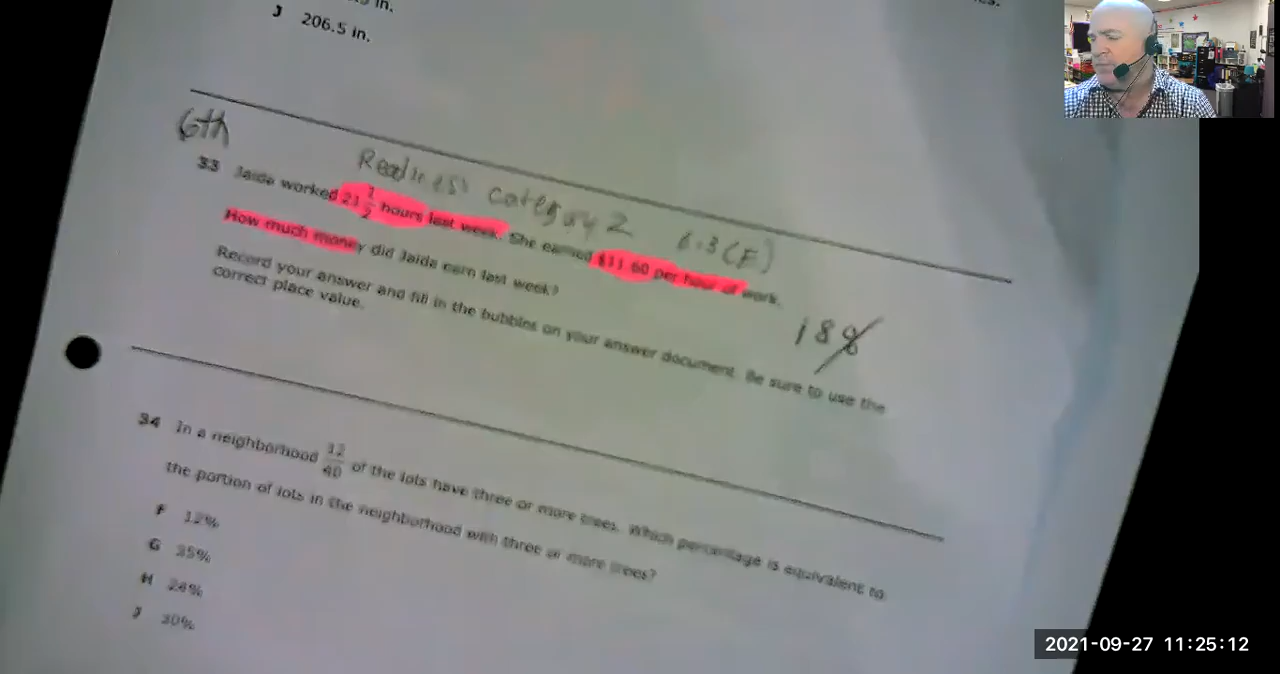 in.
J 206.5 in.
6th
Readiness category 2 6.3(E)
33 Jaida worked 21 1/2 hours last week. She earned $11.60 per hour of work.
How much money did Jaida earn last week?
Record your answer and fill in the bubbles on your answer document. Be sure to use the
correct place value.
18%
34 In a neighborhood 12/40 of the lots have three or more trees. Which percentage is equivalent to
the portion of lots in the neighborhood with three or more trees?
F 12%
G 35%
H 28%
J 30%
2021-09-27 11:25:12